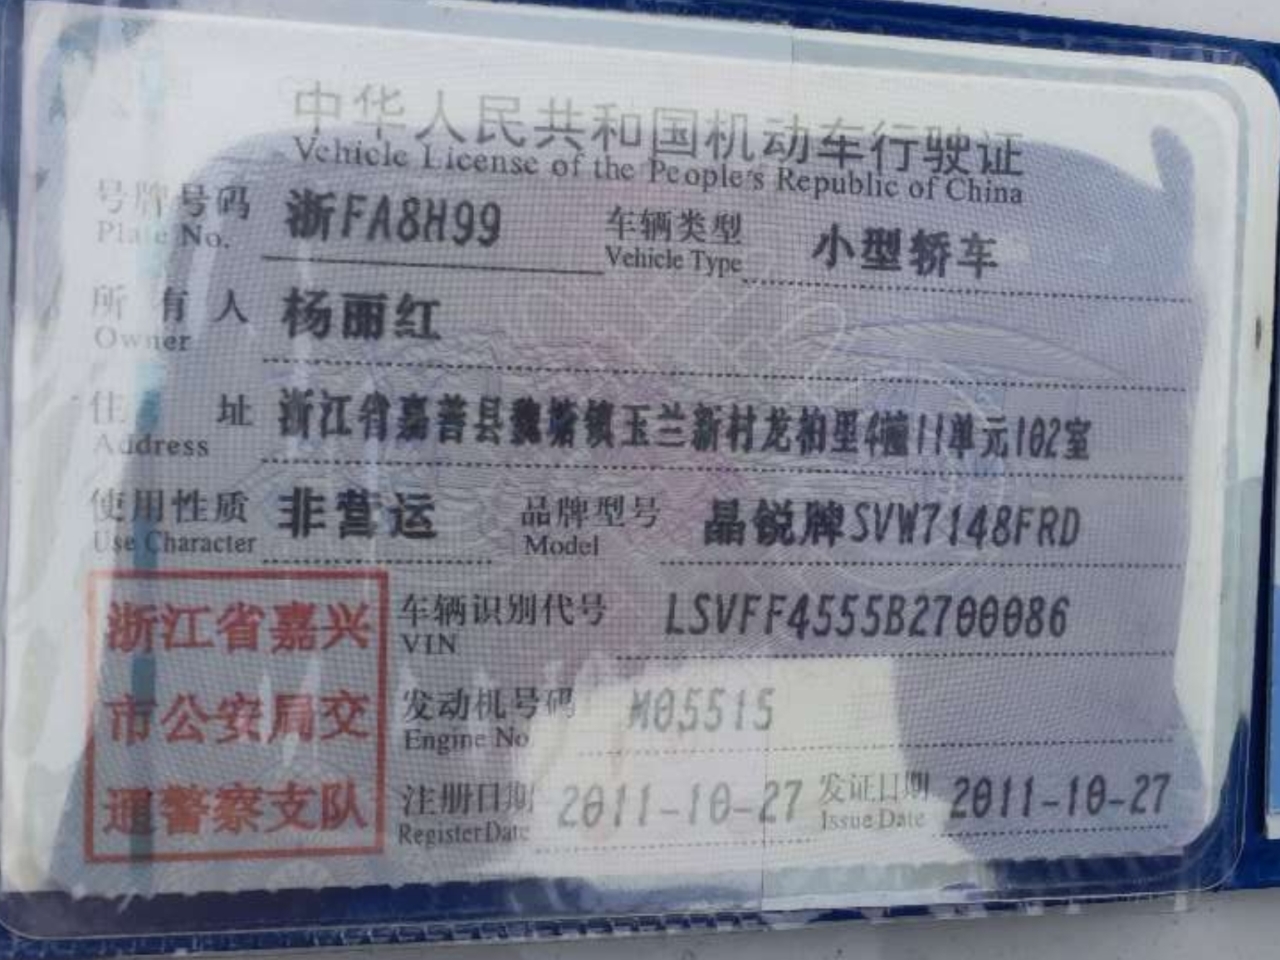 中华人民共和国机动车行驶证
Vehicle License of the People's Republic of China
号牌号码 浙FA8H99 车辆类型 小型轿车
Plate No. Vehicle Type
所有人 杨丽红
Owner
住址 浙江省嘉善县魏塘镇玉兰新村龙柏里4幢11单元102室
Address
使用性质 非营运 品牌型号 晶锐牌SVW7148FRD
Use Character Model
浙江省嘉兴
市公安局交
通警察支队
车辆识别代号 LSVFF4555B2700086
VIN
发动机号码 M05515
Engine No
注册日期 2011-10-27 发证日期 2011-10-27
Register Date Issue Date